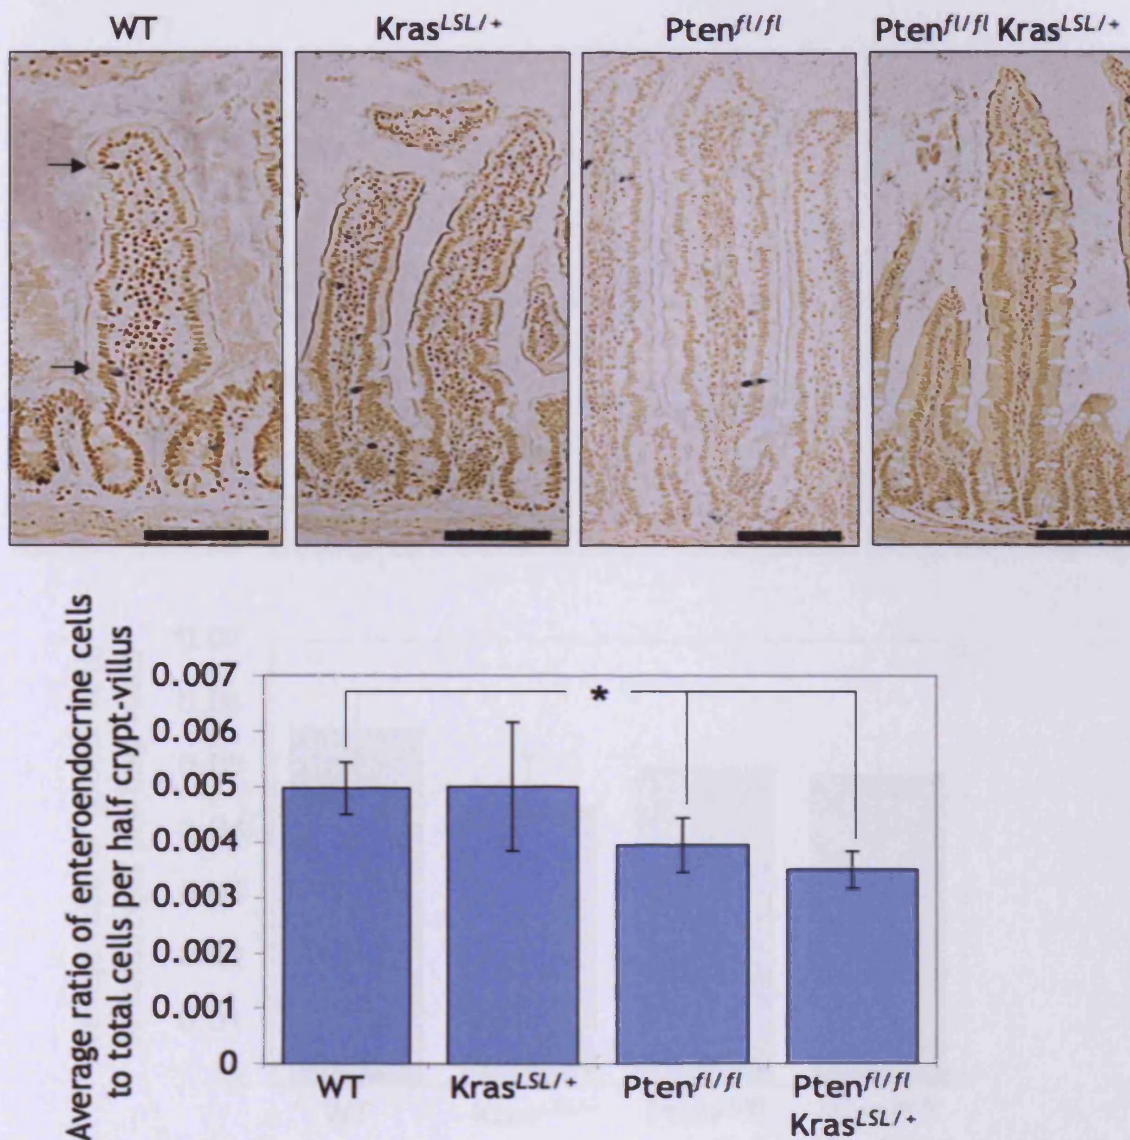 WT
Kras^LSL/+
Pten^fl/fl
Pten^fl/fl Kras^LSL/+
Average ratio of enteroendocrine cells
to total cells per half crypt-villus
0.007
0.006
0.005
0.004
0.003
0.002
0.001
0
*
WT
Kras^LSL/+
Pten^fl/fl
Pten^fl/fl
Kras^LSL/+